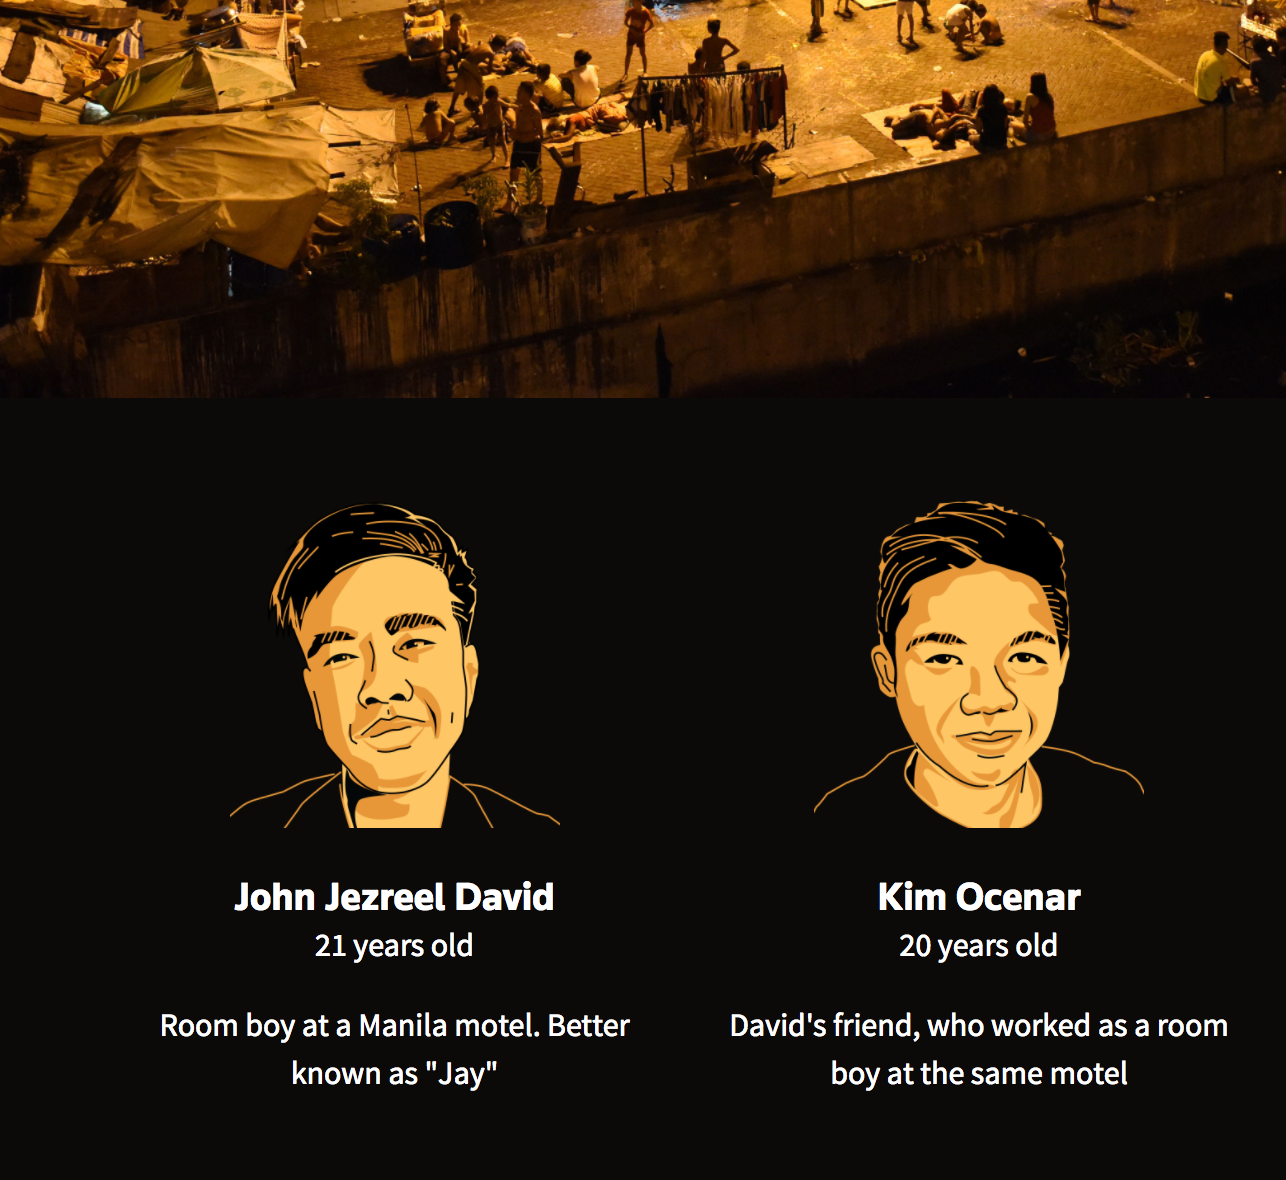 John Jezreel David
21 years old
Room boy at a Manila motel. Better
known as "Jay"
Kim Ocenar
20 years old
David's friend, who worked as a room
boy at the same motel